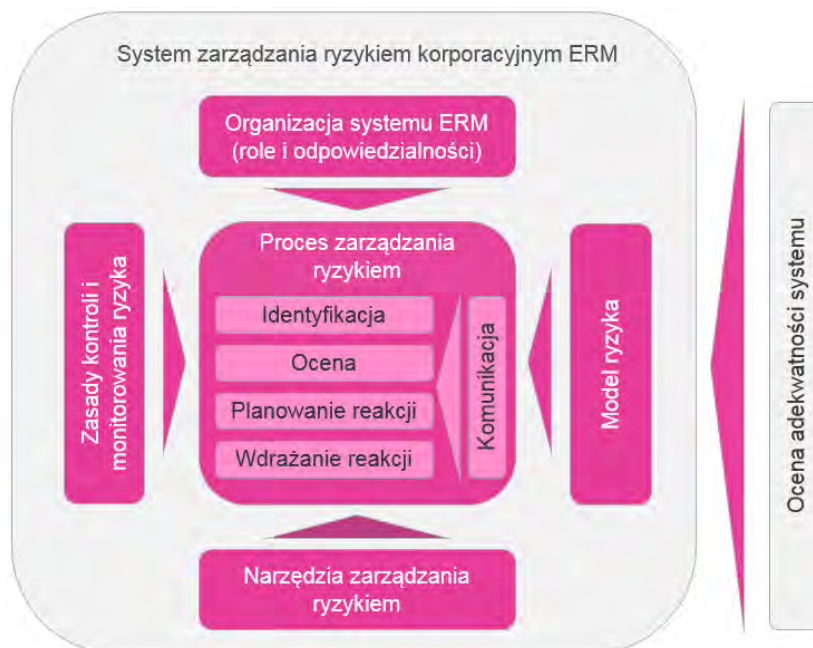 System zarządzania ryzykiem korporacyjnym ERM
Organizacja systemu ERM
(role i odpowiedzialności)
Zasady kontroli i
monitorowania ryzyka
Proces zarządzania
ryzykiem
Identyfikacja
Ocena
Planowanie reakcji
Wdrażanie reakcji
Komunikacja
Model ryzyka
Narzędzia zarządzania
ryzykiem
Ocena adekwatności systemu